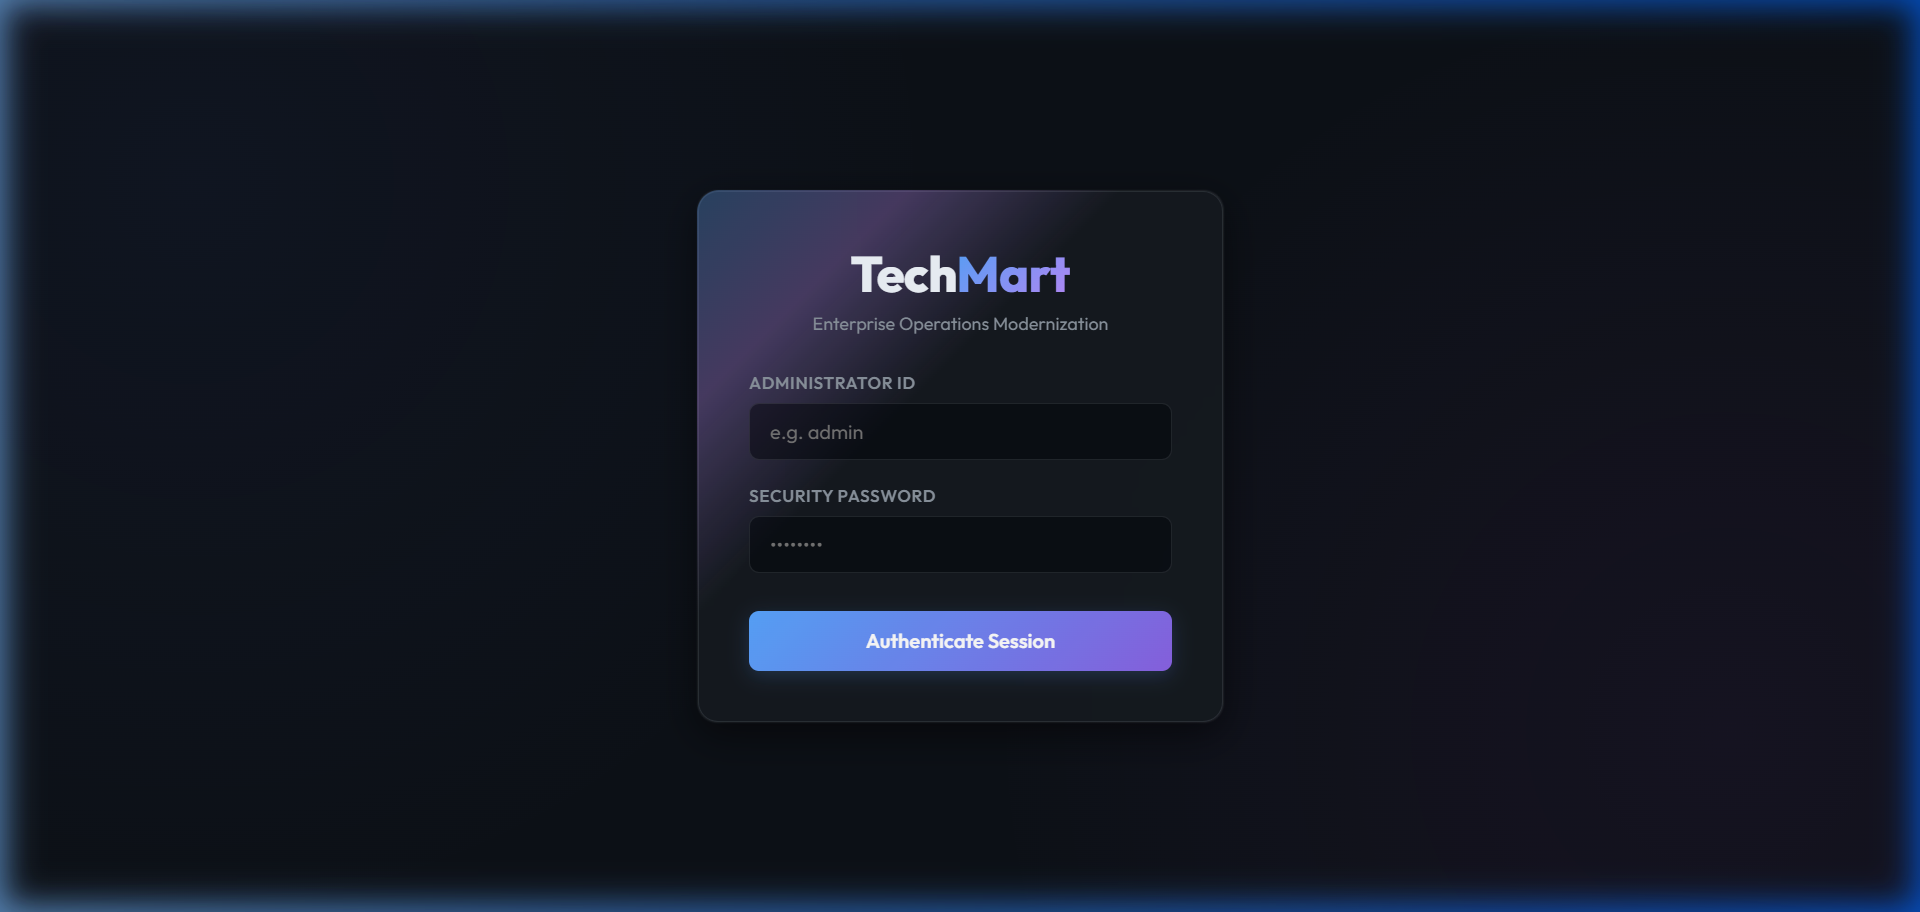 TechMart
Enterprise Operations Modernization
ADMINISTRATOR ID
e.g. admin
SECURITY PASSWORD
••••••••
Authenticate Session